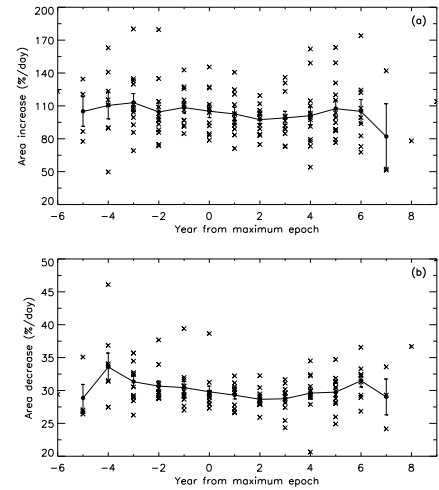 200
(a)
170
140
110
80
50
20
Area increase (%/day)
-6 -4 -2 0 2 4 6 8
Year from maximum epoch
50
(b)
45
40
35
30
25
20
Area decrease (%/day)
-6 -4 -2 0 2 4 6 8
Year from maximum epoch